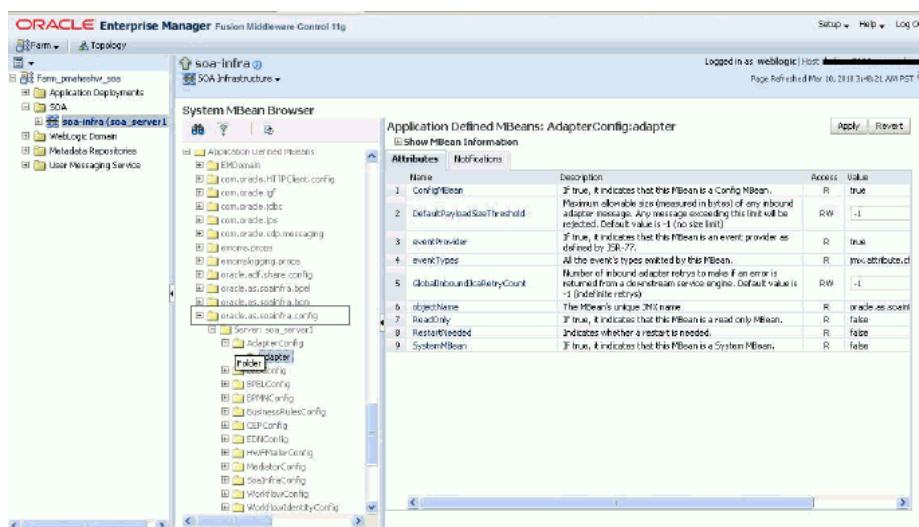 ORACLE Enterprise Manager Fusion Middleware Control 11g
Setup Help Log O
Farm Topology
Farm_pmaheshw_soa
Application Deployments
SOA
soa-infra (soa_server1
WebLogic Domain
Metadata Repositories
User Messaging Service
soa-infra
SOA Infrastructure
Logged in as weblogic | Host
Page Refreshed Mar 10, 2010 AM PST
System MBean Browser
Application Defined MBeans
EMDomain
com.oracle.HTTPClient.config
com.oracle.igf
com.oracle.jdbc
com.oracle.jps
com.oracle.sdp.messaging
emoms.props
emomslogging.props
oracle.adf.share.config
oracle.as.soainfra.bpel
oracle.as.soainfra.bpm
oracle.as.soainfra.config
Server: soa_server1
AdapterConfig
adapter
Folder
Config
BPELConfig
BPMNConfig
BusinessRulesConfig
CEPConfig
EDNConfig
HWFMailerConfig
MediatorConfig
SoaInfraConfig
WorkflowConfig
WorkflowIdentityConfig
Application Defined MBeans: AdapterConfig:adapter
Apply Revert
Show MBean Information
Attributes Notifications
Name Description Access Value
1 ConfigMBean If true, it indicates that this MBean is a Config MBean. R true
2 DefaultPayloadSizeThreshold Maximum allowable size (measured in bytes) of any inbound adapter message. Any message exceeding this limit will be rejected. Default value is -1 (no size limit) RW -1
3 eventProvider If true, it indicates that this MBean is an event provider as defined by JSR-77. R true
4 eventTypes All the event's types emitted by this MBean. R jmx.attribute.ch
5 GlobalInboundJcaRetryCount Number of inbound adapter retrys to make if an error is returned from a downstream service engine. Default value is -1 (indefinite retrys) RW -1
6 objectName The MBean's unique JMX name R oracle.as.soainf
7 ReadOnly If true, it indicates that this MBean is a read only MBean. R false
8 RestartNeeded Indicates whether a restart is needed. R false
9 SystemMBean If true, it indicates that this MBean is a System MBean. R false